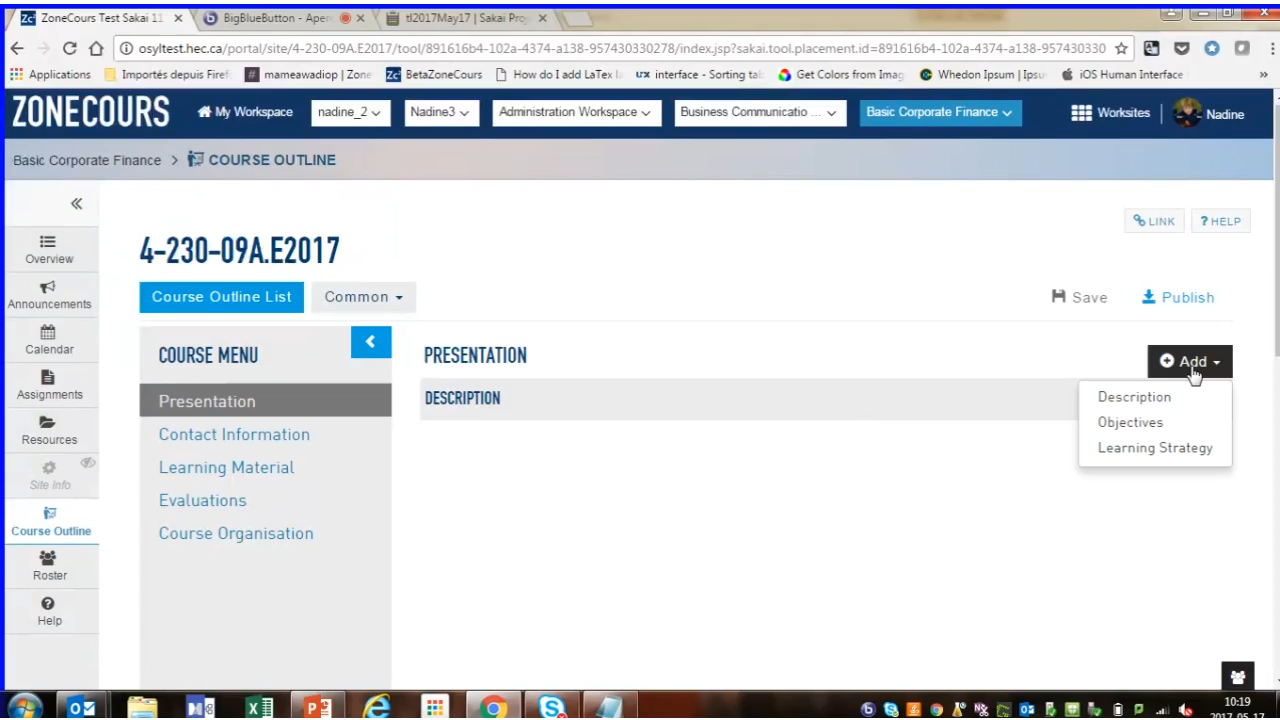 ZoneCours Test Sakai 11
BigBlueButton - Aper
tl2017May17 | Sakai Pro
osyltest.hec.ca/portal/site/4-230-09A.E2017/tool/891616b4-102a-4374-a138-957430330278/index.jsp?sakai.tool.placement.id=891616b4-102a-4374-a138-957430330
Applications
Importés depuis Firef
mameawadiop | Zone
BetaZoneCours
How do I add LaTex
interface - Sorting tal
Get Colors from Imag
Whedon Ipsum | Ipsu
iOS Human Interface
ZONECOURS
My Workspace
nadine_2
Nadine3
Administration Workspace
Business Communicatio ...
Basic Corporate Finance
Worksites
Nadine
Basic Corporate Finance > COURSE OUTLINE
LINK
? HELP
Overview
Announcements
Calendar
Assignments
Resources
Site Info
Course Outline
Roster
Help
4-230-09A.E2017
Course Outline List
Common
Save
Publish
COURSE MENU
Presentation
Contact Information
Learning Material
Evaluations
Course Organisation
PRESENTATION
Add
DESCRIPTION
Description
Objectives
Learning Strategy
10:19
2017-05-17